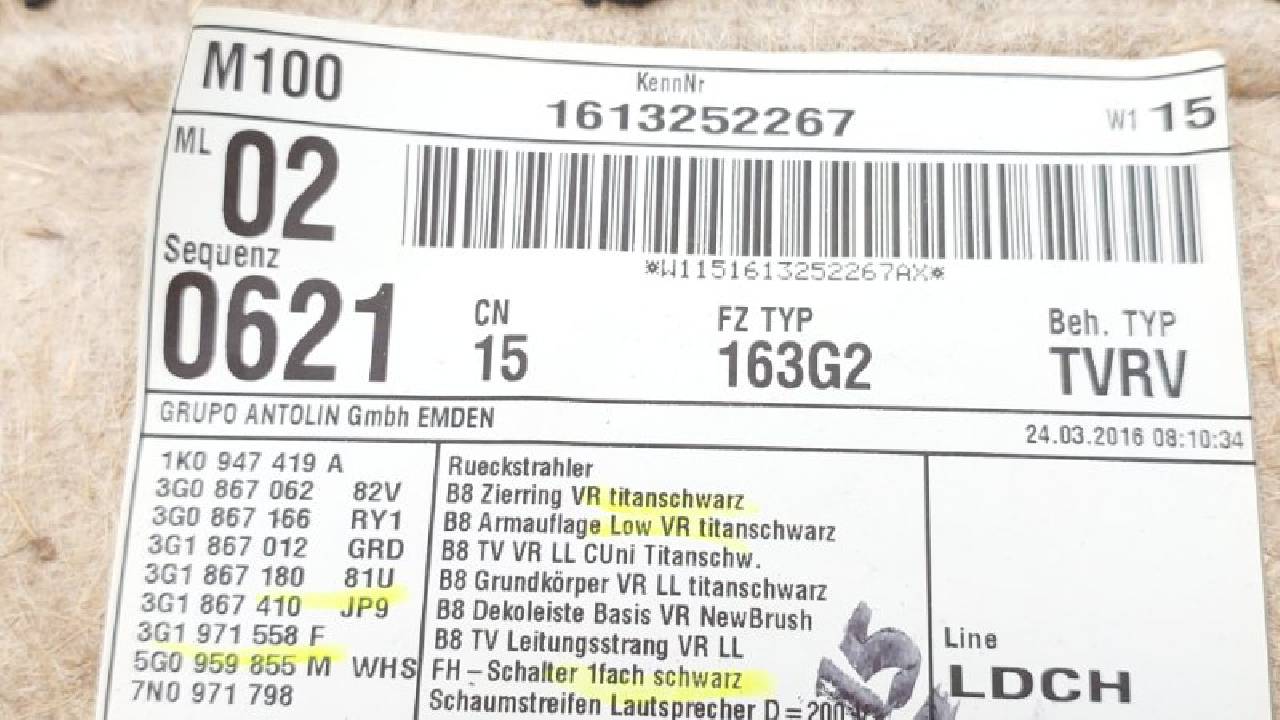 M100 KennNr W1 15
1613252267
ML 02
*W1151613252267AX*
Sequenz
0621
CN FZ TYP Beh. TYP
15 163G2 TVRV
GRUPO ANTOLIN Gmbh EMDEN
24.03.2016 08:10:34
1K0 947 419 A Rueckstrahler
3G0 867 062 82V B8 Zierring VR titanschwarz
3G0 867 166 RY1 B8 Armauflage Low VR titanschwarz
3G1 867 012 GRD B8 TV VR LL CUni Titanschw.
3G1 867 180 81U B8 Grundkörper VR LL titanschwarz
3G1 867 410 JP9 B8 Dekoleiste Basis VR NewBrush
3G1 971 558 F B8 TV Leitungsstrang VR LL
5G0 959 855 M WHS FH-Schalter 1fach schwarz
7N0 971 798 Schaumstreifen Lautsprecher D=200
Line
LDCH